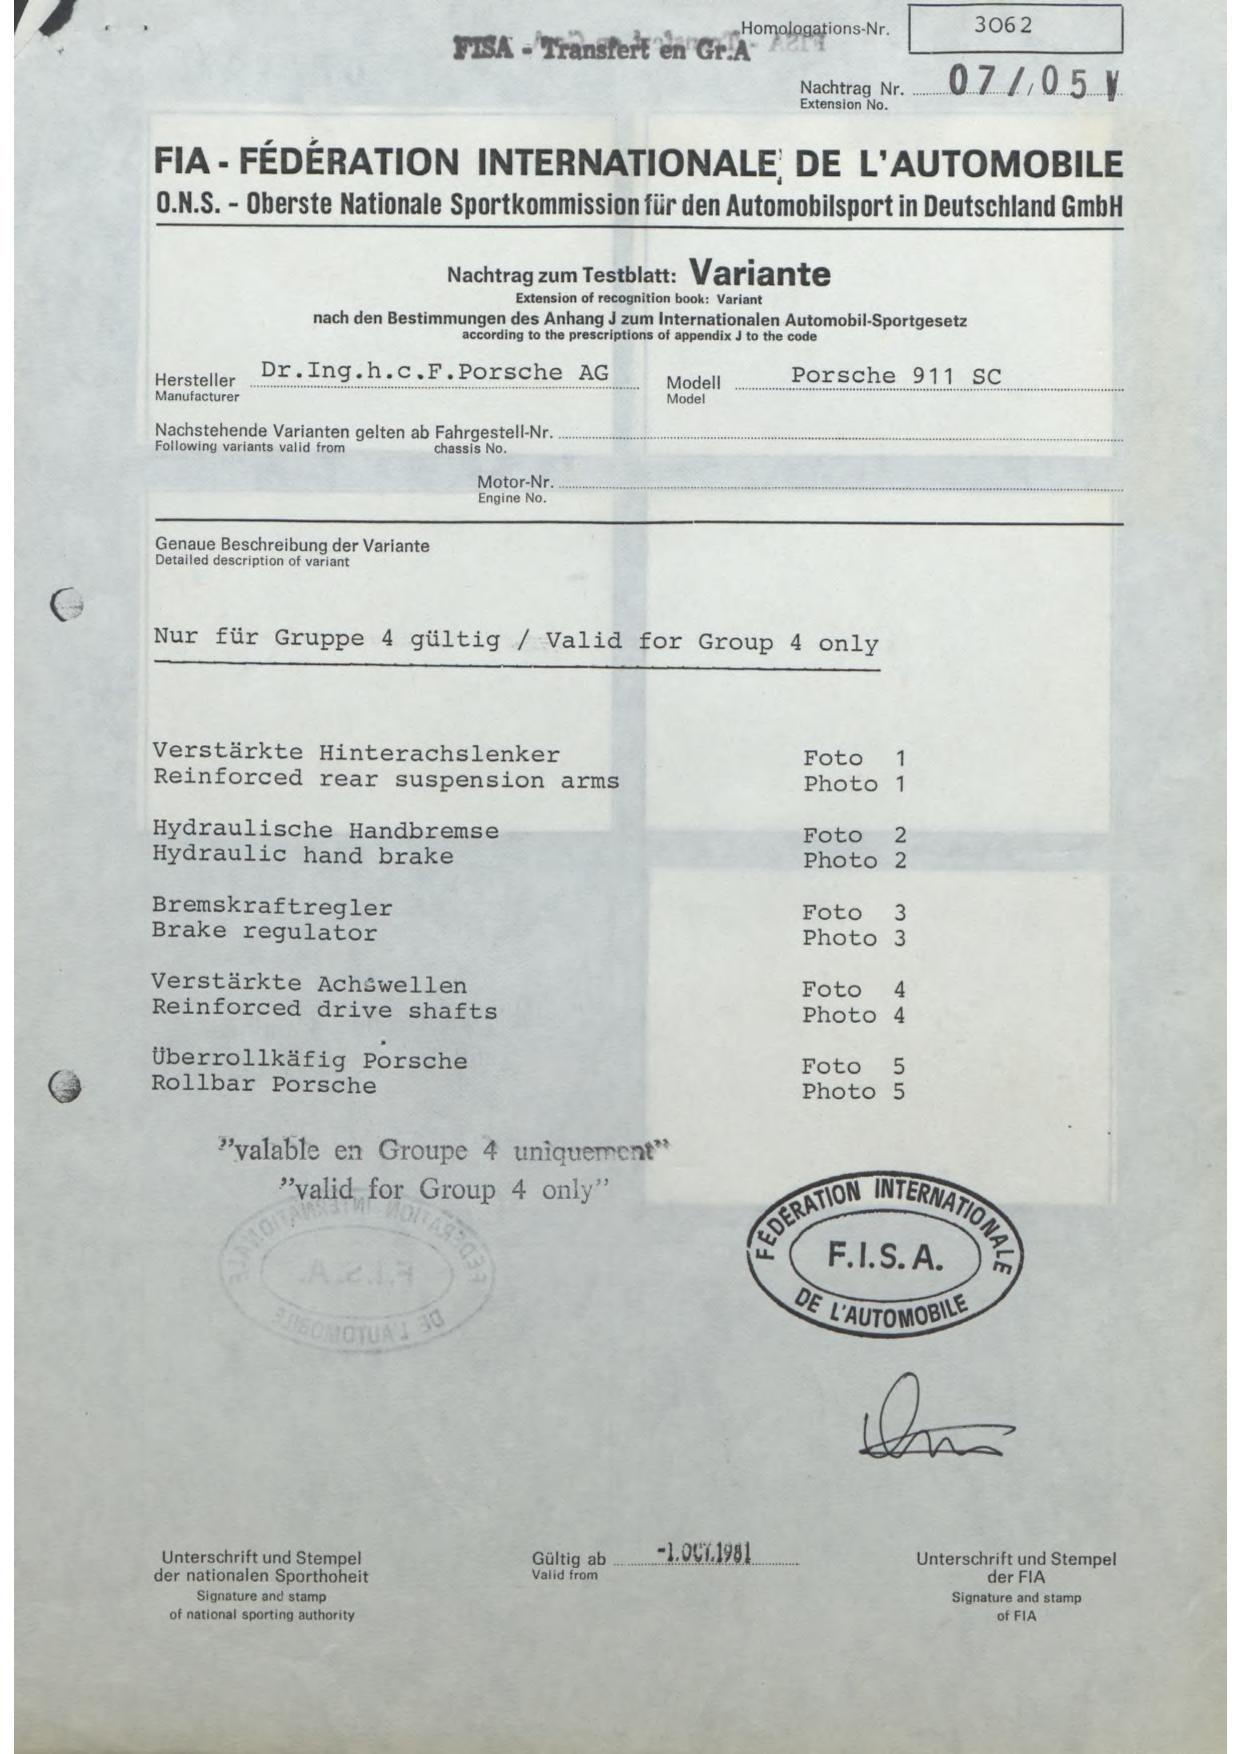 Homologations-Nr. 3062
FISA - Transfert en Gr.A
Nachtrag Nr. 07 / 05 V
Extension No.
FIA - FÉDÉRATION INTERNATIONALE DE L'AUTOMOBILE
O.N.S. - Oberste Nationale Sportkommission für den Automobilsport in Deutschland GmbH
Nachtrag zum Testblatt: Variante
Extension of recognition book: Variant
nach den Bestimmungen des Anhang J zum Internationalen Automobil-Sportgesetz
according to the prescriptions of appendix J to the code
Hersteller Dr.Ing.h.c.F.Porsche AG Modell Porsche 911 SC
Manufacturer Model
Nachstehende Varianten gelten ab Fahrgestell-Nr.
Following variants valid from chassis No.
Motor-Nr.
Engine No.
Genaue Beschreibung der Variante
Detailed description of variant
Nur für Gruppe 4 gültig / Valid for Group 4 only
Verstärkte Hinterachslenker Foto 1
Reinforced rear suspension arms Photo 1
Hydraulische Handbremse Foto 2
Hydraulic hand brake Photo 2
Bremskraftregler Foto 3
Brake regulator Photo 3
Verstärkte Achswellen Foto 4
Reinforced drive shafts Photo 4
Überrollkäfig Porsche Foto 5
Rollbar Porsche Photo 5
"valable en Groupe 4 uniquement"
"valid for Group 4 only"
FÉDÉRATION INTERNATIONALE
F.I.S.A.
DE L'AUTOMOBILE
Unterschrift und Stempel Gültig ab -1.OCT.1981 Unterschrift und Stempel
der nationalen Sporthoheit Valid from der FIA
Signature and stamp Signature and stamp
of national sporting authority of FIA